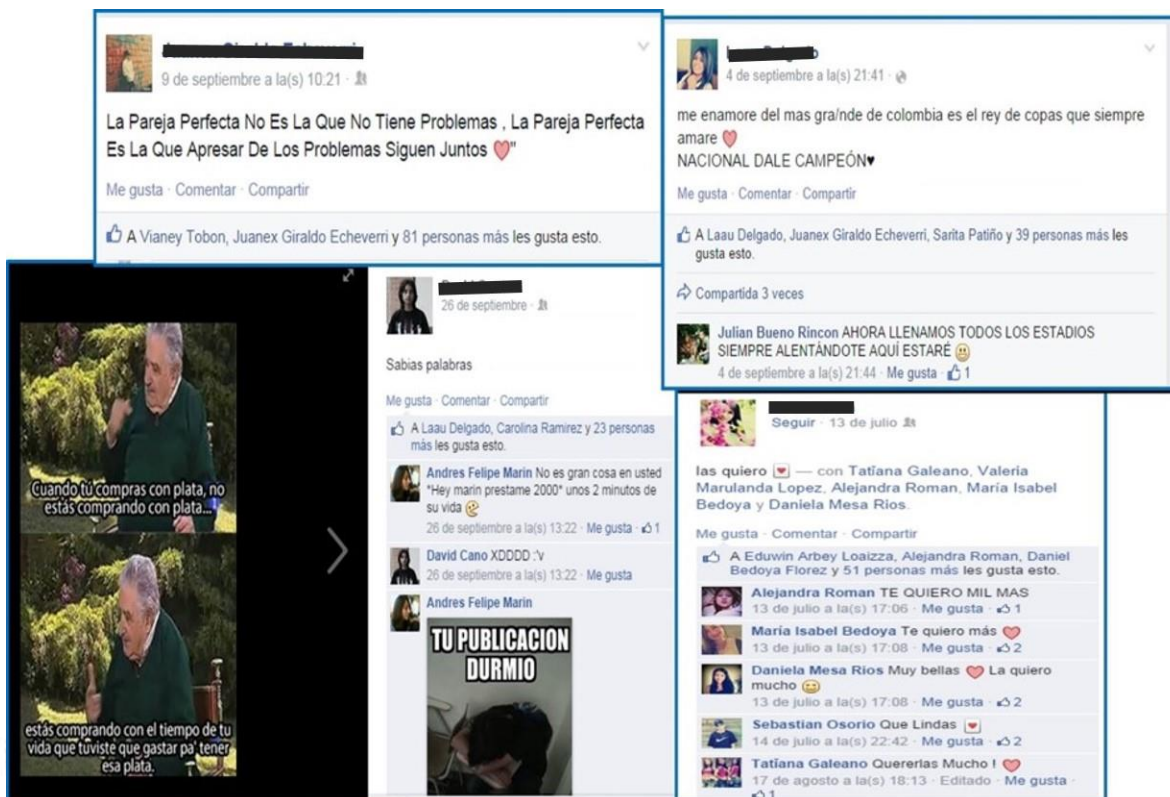 9 de septiembre a la(s) 10:21 ·
La Pareja Perfecta No Es La Que No Tiene Problemas , La Pareja Perfecta
Es La Que Apresar De Los Problemas Siguen Juntos ❤"
Me gusta · Comentar · Compartir
A Vianey Tobon, Juanex Giraldo Echeverri y 81 personas más les gusta esto.
4 de septiembre a la(s) 21:41 ·
me enamore del mas gra/nde de colombia es el rey de copas que siempre
amare ❤
NACIONAL DALE CAMPEÓN♥
Me gusta · Comentar · Compartir
A Laau Delgado, Juanex Giraldo Echeverri, Sarita Patiño y 39 personas más les
gusta esto.
Compartida 3 veces
Julian Bueno Rincon AHORA LLENAMOS TODOS LOS ESTADIOS
SIEMPRE ALENTÁNDOTE AQUÍ ESTARÉ
4 de septiembre a la(s) 21:44 · Me gusta · 1
Cuando tú compras con plata, no
estás comprando con plata...
estás comprando con el tiempo de tu
vida que tuviste que gastar pa' tener
esa plata.
26 de septiembre ·
Sabias palabras
Me gusta · Comentar · Compartir
A Laau Delgado, Carolina Ramirez y 23 personas
más les gusta esto.
Andres Felipe Marin No es gran cosa en usted
"Hey marin prestame 2000" unos 2 minutos de
su vida
26 de septiembre a la(s) 13:22 · Me gusta · 1
David Cano XDDDD :'v
26 de septiembre a la(s) 13:22 · Me gusta
Andres Felipe Marin
TU PUBLICACION
DURMIO
Seguir · 13 de julio
las quiero 💌 — con Tatîana Galeano, Valeria
Marulanda Lopez, Alejandra Roman, María Isabel
Bedoya y Daniela Mesa Rios.
Me gusta · Comentar · Compartir
A Eduwin Arbey Loaizza, Alejandra Roman, Daniel
Bedoya Florez y 51 personas más les gusta esto.
Alejandra Roman TE QUIERO MIL MAS
13 de julio a la(s) 17:06 · Me gusta · 1
María Isabel Bedoya Te quiero más ❤
13 de julio a la(s) 17:08 · Me gusta · 2
Daniela Mesa Rios Muy bellas ❤ La quiero
mucho
13 de julio a la(s) 17:08 · Me gusta · 2
Sebastian Osorio Que Lindas 💌
14 de julio a la(s) 22:42 · Me gusta · 2
Tatîana Galeano Quererlas Mucho ! ❤
17 de agosto a la(s) 18:13 · Editado · Me gusta ·
1